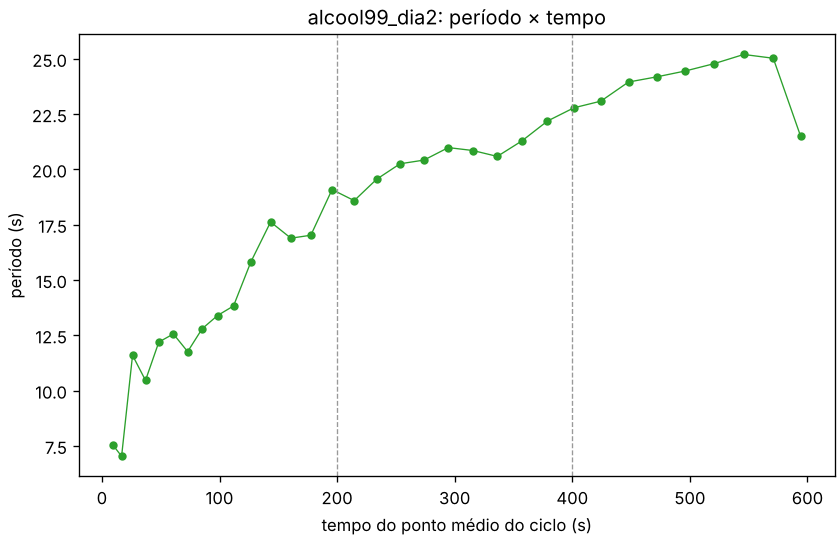 alcool99_dia2: período × tempo
período (s)
25.0
22.5
20.0
17.5
15.0
12.5
10.0
7.5
0 100 200 300 400 500 600
tempo do ponto médio do ciclo (s)